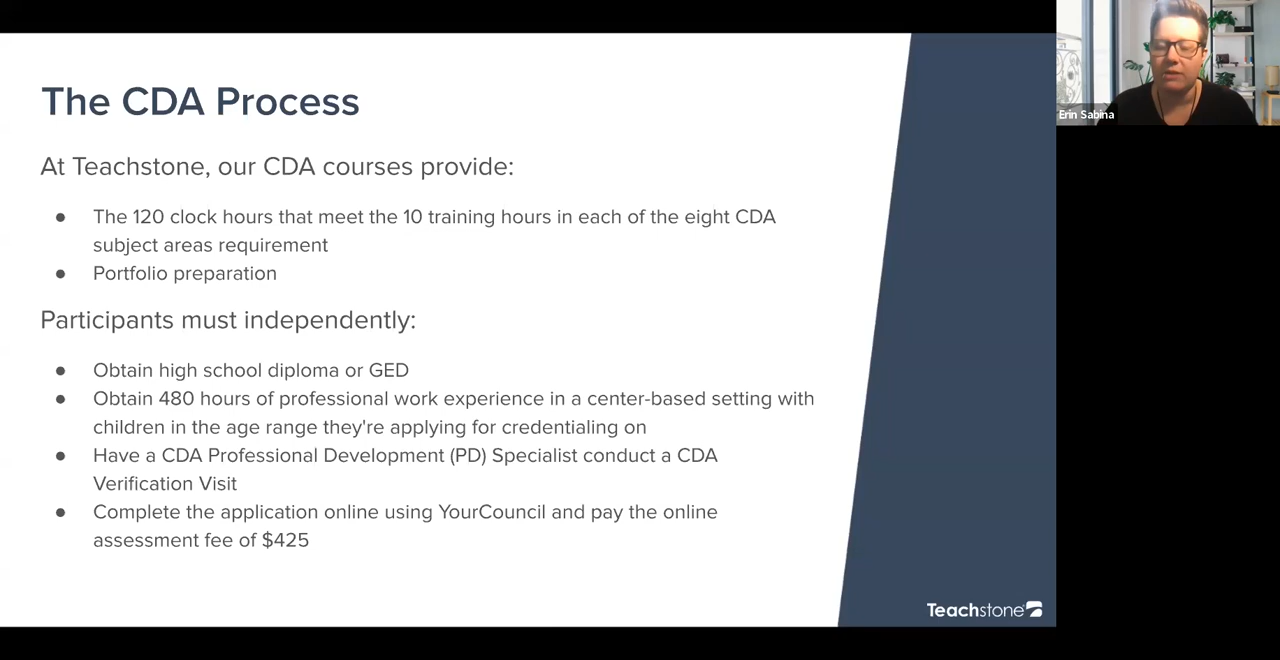 The CDA Process
At Teachstone, our CDA courses provide:
● The 120 clock hours that meet the 10 training hours in each of the eight CDA
subject areas requirement
● Portfolio preparation
Participants must independently:
● Obtain high school diploma or GED
● Obtain 480 hours of professional work experience in a center-based setting with
children in the age range they're applying for credentialing on
● Have a CDA Professional Development (PD) Specialist conduct a CDA
Verification Visit
● Complete the application online using YourCouncil and pay the online
assessment fee of $425
Teachstone
Erin Sabina